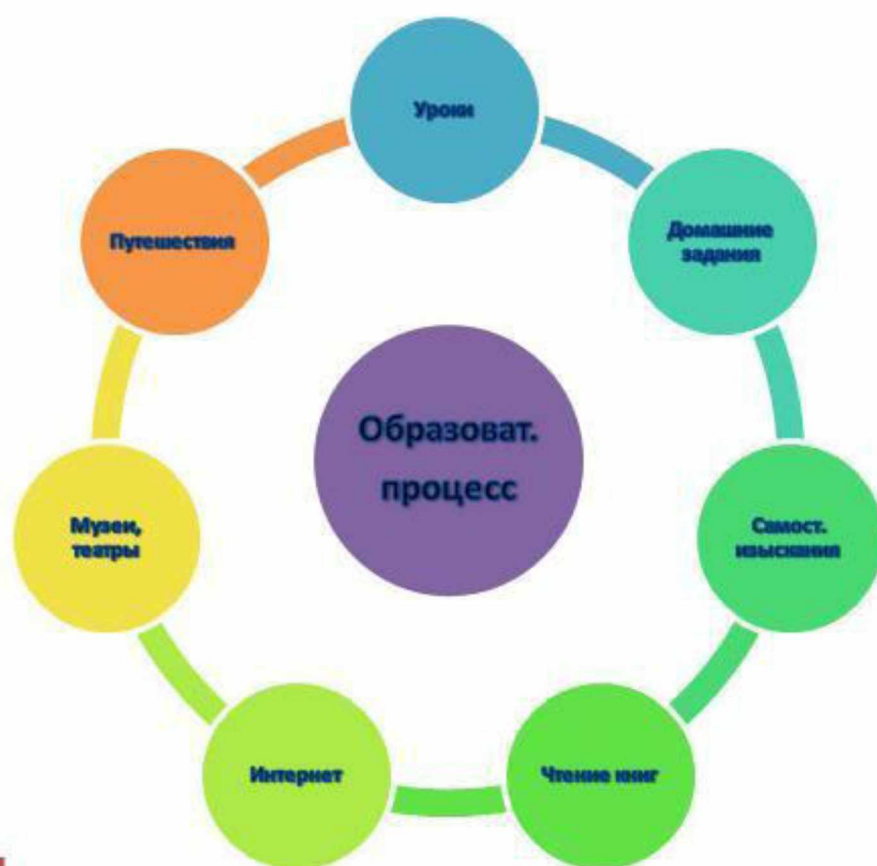 Уроки
Домашние
задания
Самост.
изыскания
Чтение книг
Интернет
Музеи,
театры
Путешествия
Образоват.
процесс